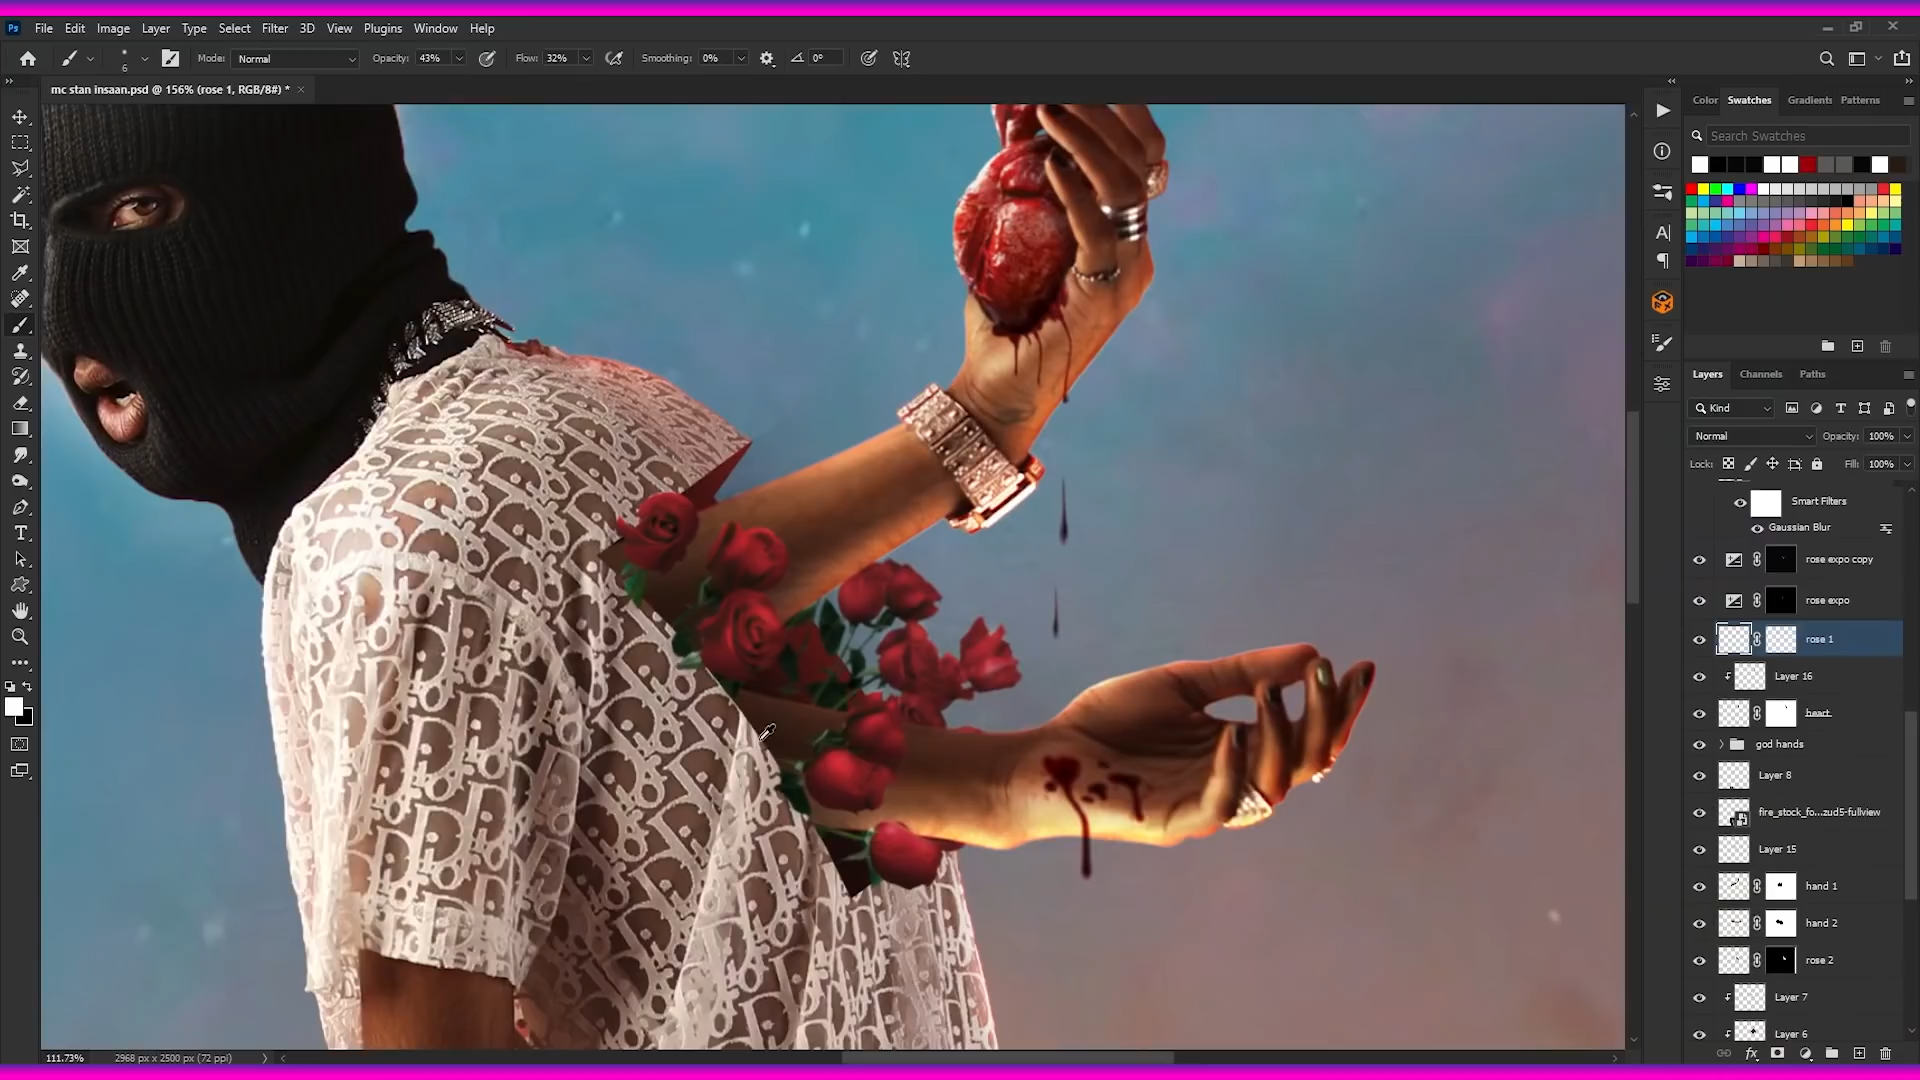 File Edit Image Layer Type Select Filter 3D View Plugins Window Help
6 Mode: Normal Opacity: 43% Flow: 32% Smoothing: 0% 0°
mc stan insaan.psd @ 156% (rose 1, RGB/8#) * ×
Color Swatches Gradients Patterns
Search Swatches
Layers Channels Paths
Kind
Normal Opacity: 100%
Lock: Fill: 100%
Smart Filters
Gaussian Blur
rose expo copy
rose expo
rose 1
Layer 16
heart
god hands
Layer 8
fire_stock_fo...zud5-fullview
Layer 15
hand 1
hand 2
rose 2
Layer 7
Layer 6
111.73% 2968 px x 2500 px (72 ppi)